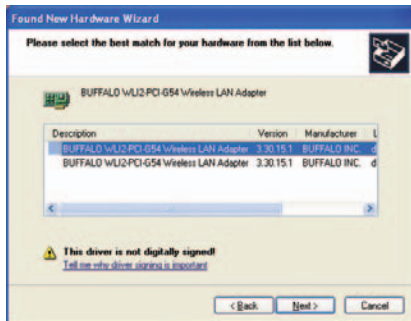 Found New Hardware Wizard
Please select the best match for your hardware from the list below.
BUFFALO WLI2-PCI-G54 Wireless LAN Adapter
Description Version Manufacturer L
BUFFALO WLI2-PCI-G54 Wireless LAN Adapter 3.30.15.1 BUFFALO INC. d
BUFFALO WLI2-PCI-G54 Wireless LAN Adapter 3.30.15.1 BUFFALO INC. d
This driver is not digitally signed!
Tell me why driver signing is important
< Back Next > Cancel